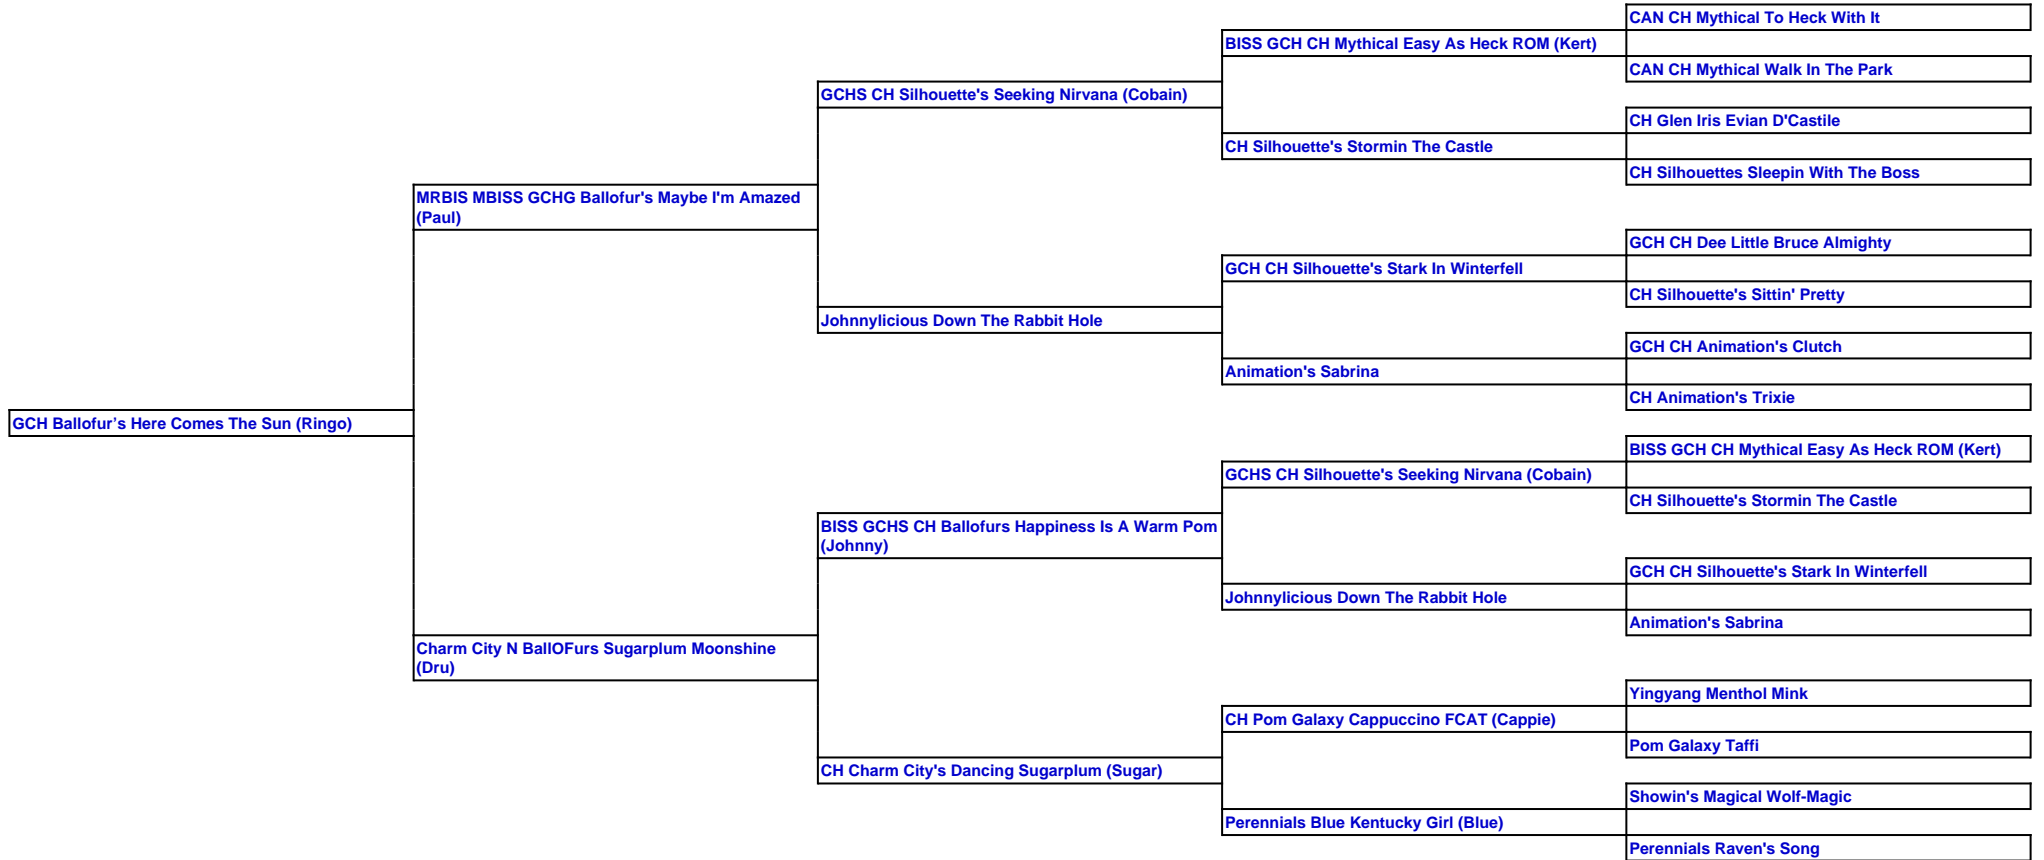 CAN CH Mythical To Heck With It
BISS GCH CH Mythical Easy As Heck ROM (Kert)
CAN CH Mythical Walk In The Park
GCHS CH Silhouette's Seeking Nirvana (Cobain)
CH Glen Iris Evian D'Castile
CH Silhouette's Stormin The Castle
CH Silhouettes Sleepin With The Boss
MRBIS MBISS GCHG Ballofur's Maybe I'm Amazed
(Paul)
GCH CH Dee Little Bruce Almighty
GCH CH Silhouette's Stark In Winterfell
CH Silhouette's Sittin' Pretty
Johnnylicious Down The Rabbit Hole
GCH CH Animation's Clutch
Animation's Sabrina
CH Animation's Trixie
GCH Ballofur’s Here Comes The Sun (Ringo)
BISS GCH CH Mythical Easy As Heck ROM (Kert)
GCHS CH Silhouette's Seeking Nirvana (Cobain)
CH Silhouette's Stormin The Castle
BISS GCHS CH Ballofurs Happiness Is A Warm Pom
(Johnny)
GCH CH Silhouette's Stark In Winterfell
Johnnylicious Down The Rabbit Hole
Animation's Sabrina
Charm City N BallOFurs Sugarplum Moonshine
(Dru)
Yingyang Menthol Mink
CH Pom Galaxy Cappuccino FCAT (Cappie)
Pom Galaxy Taffi
CH Charm City's Dancing Sugarplum (Sugar)
Showin's Magical Wolf-Magic
Perennials Blue Kentucky Girl (Blue)
Perennials Raven's Song